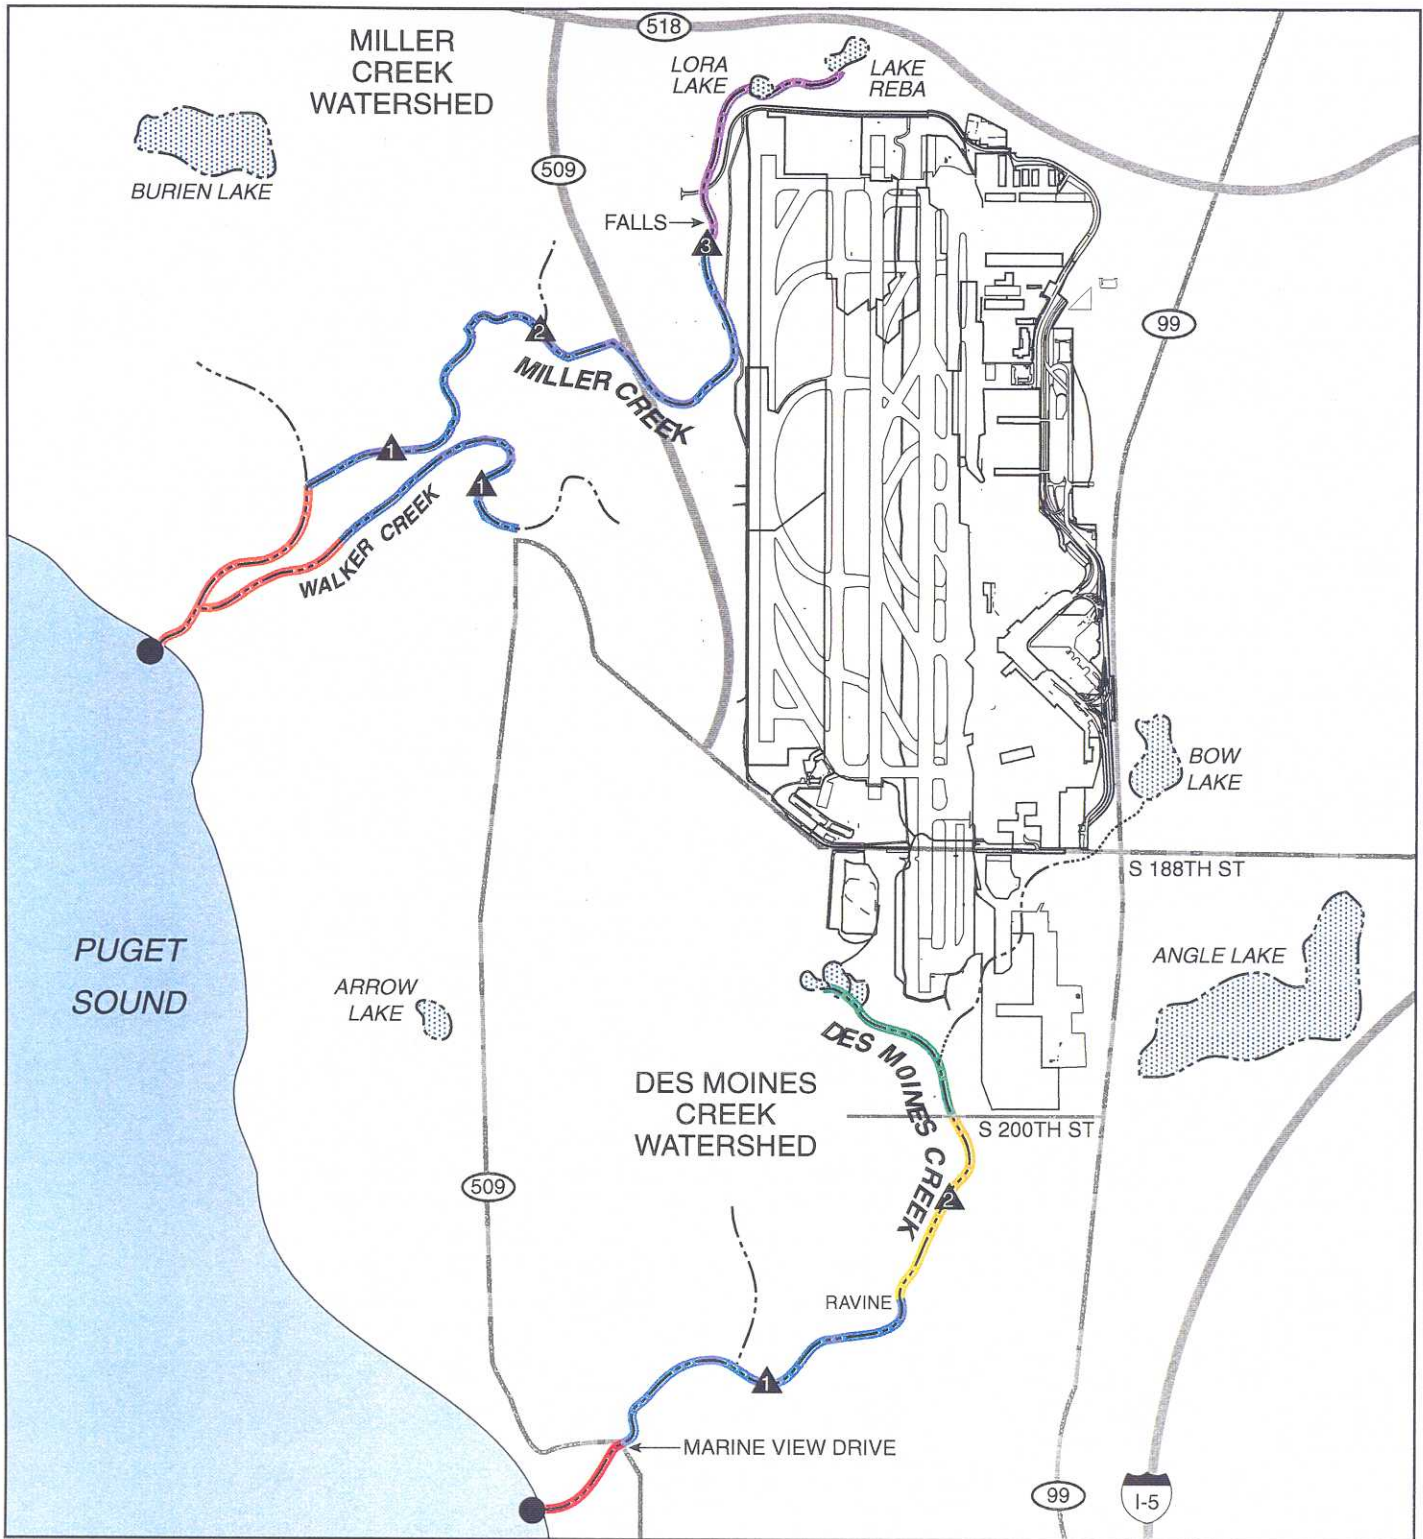 518
MILLER
CREEK
WATERSHED
LORA
LAKE
LAKE
REBA
BURIEN LAKE
509
FALLS
3
99
2
MILLER CREEK
1
1
WALKER CREEK
BOW
LAKE
S 188TH ST
PUGET
SOUND
ANGLE LAKE
ARROW
LAKE
DES MOINES CREEK
DES MOINES
CREEK
WATERSHED
S 200TH ST
509
2
RAVINE
1
MARINE VIEW DRIVE
99
I-5